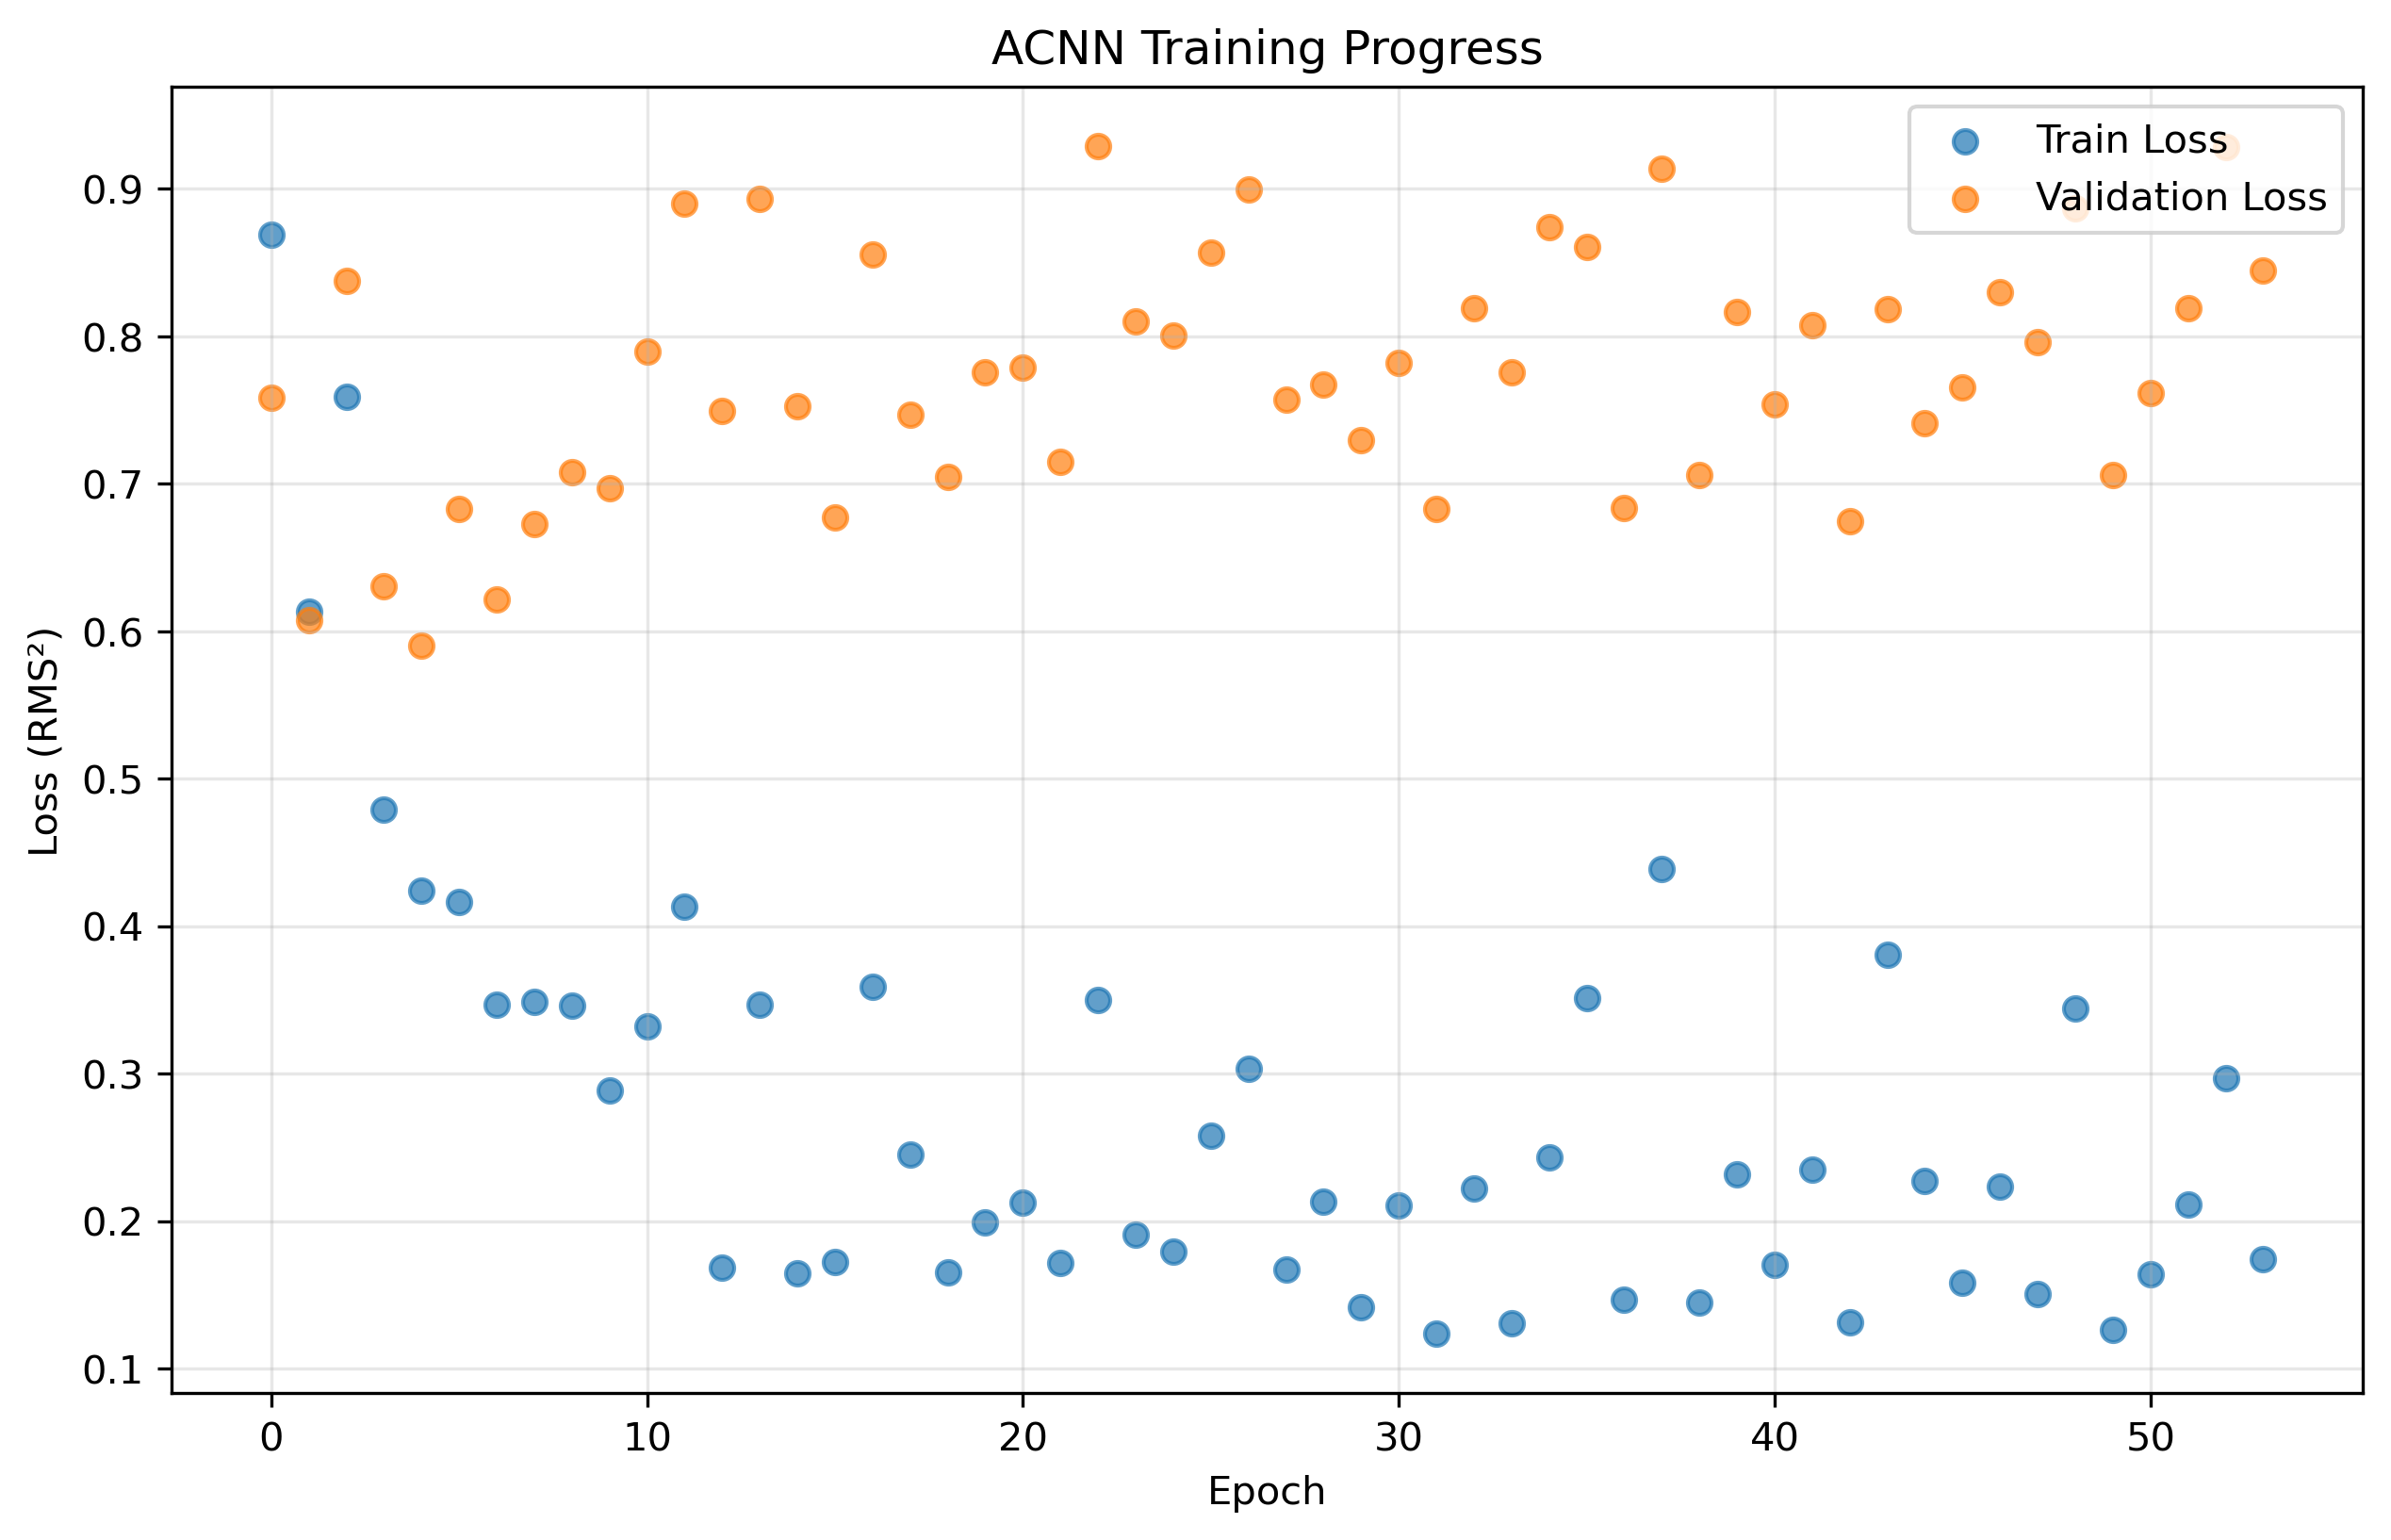 ACNN Training Progress
Train Loss
Validation Loss
Loss (RMS²)
0.9
0.8
0.7
0.6
0.5
0.4
0.3
0.2
0.1
0 10 20 30 40 50
Epoch